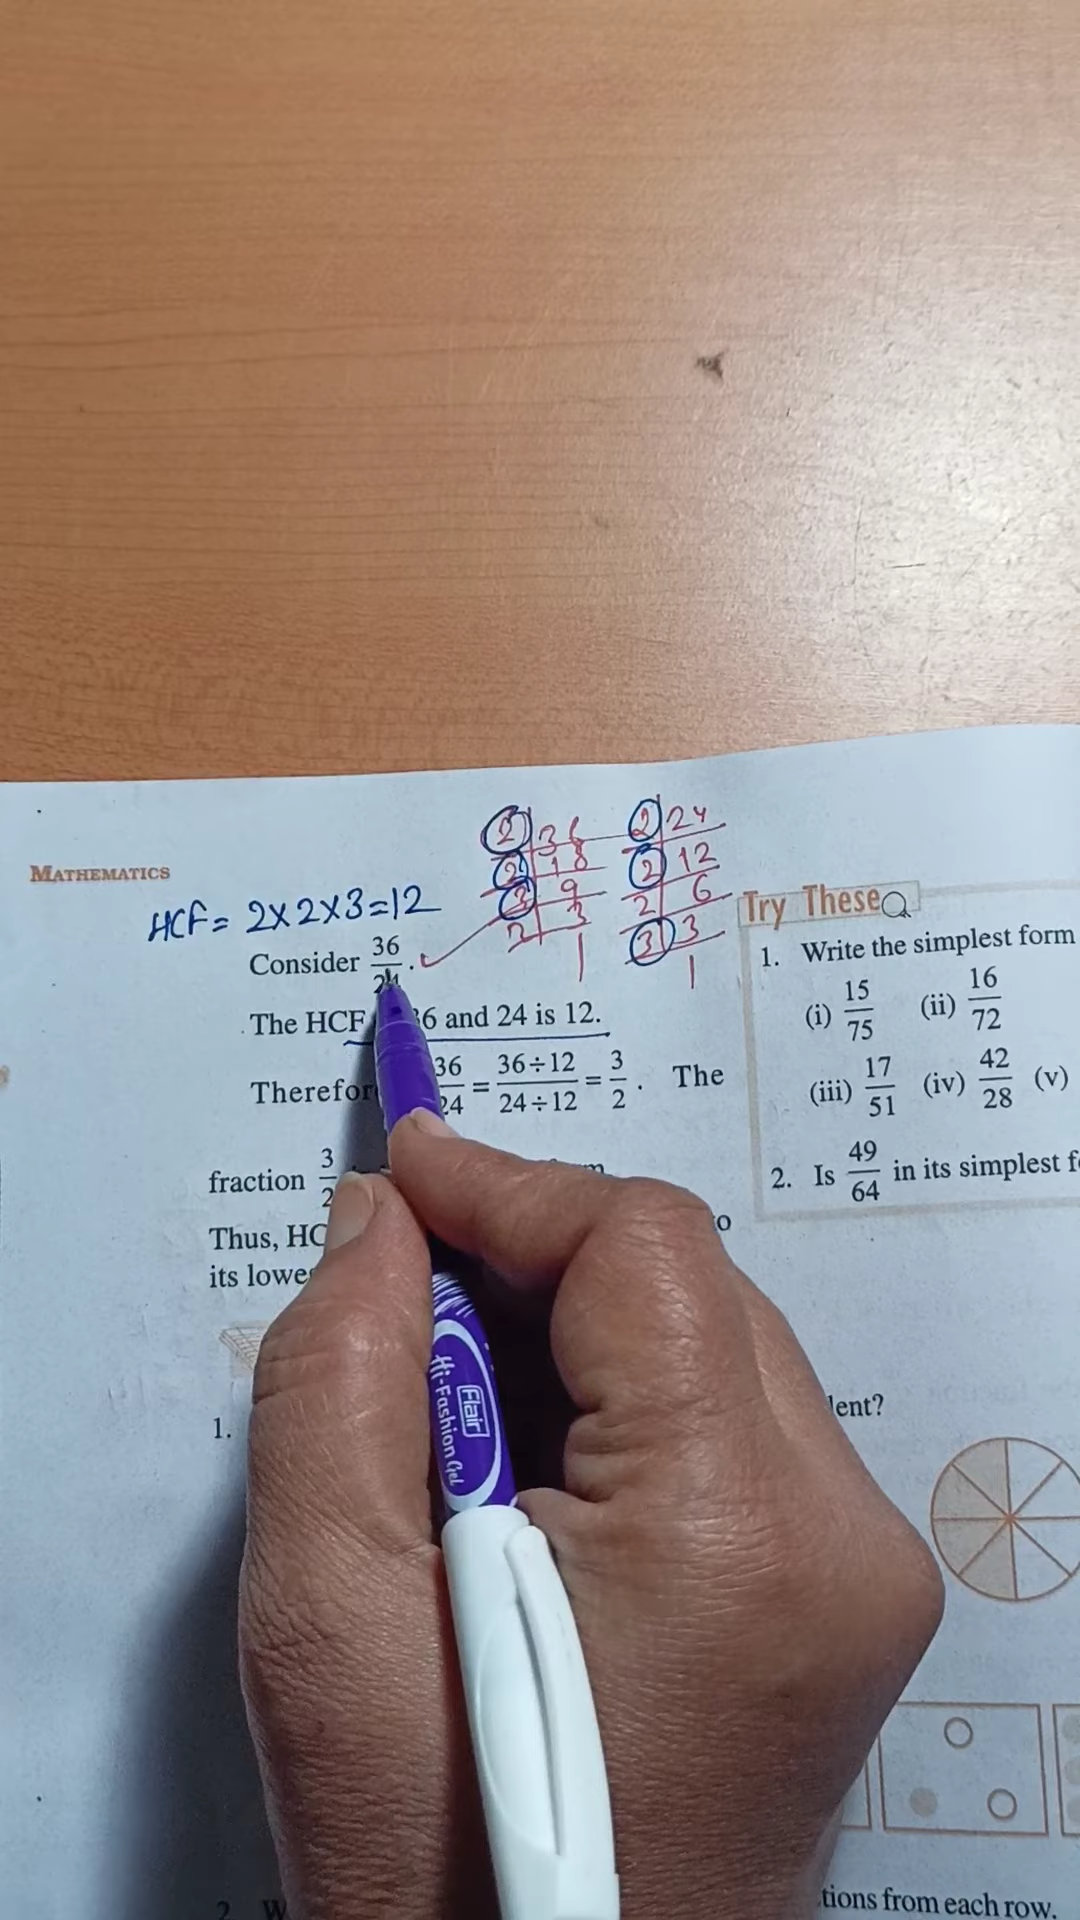 MATHEMATICS
HCF = 2×2×3=12
2 | 36
2 | 18
3 | 9
3 | 3
1
2 | 24
2 | 12
2 | 6
3 | 3
1
Consider 36/24 .
The HCF 36 and 24 is 12.
Therefor 36/24 = 36÷12/24÷12 = 3/2 . The
fraction 3/2
Thus, HC
its lowe
Try These
1. Write the simplest form
(i) 15/75 (ii) 16/72
(iii) 17/51 (iv) 42/28 (v)
2. Is 49/64 in its simplest f
1. lent?
Flair
Hi-Fashion Gel
2. W
tions from each row.